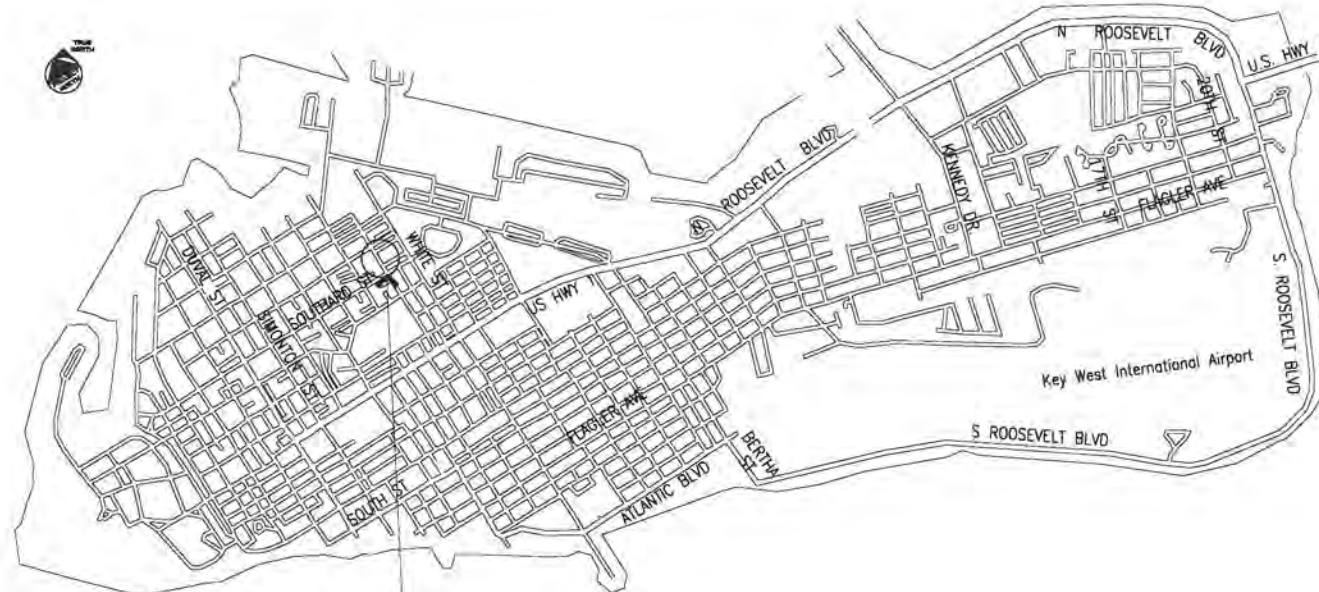 TRUE
NORTH
N ROOSEVELT BLVD
U.S. HWY
20TH ST
ROOSEVELT BLVD
N
KENNEDY DR
17TH ST
FLAGLER AVE
WHITE ST
DUVAL ST
SOUTHARD
SIMONTON ST
US HWY 1
S. ROOSEVELT BLVD
Key West International Airport
FLAGLER AVE
S ROOSEVELT BLVD
BERTHA ST
SOUTH ST
ATLANTIC BLVD